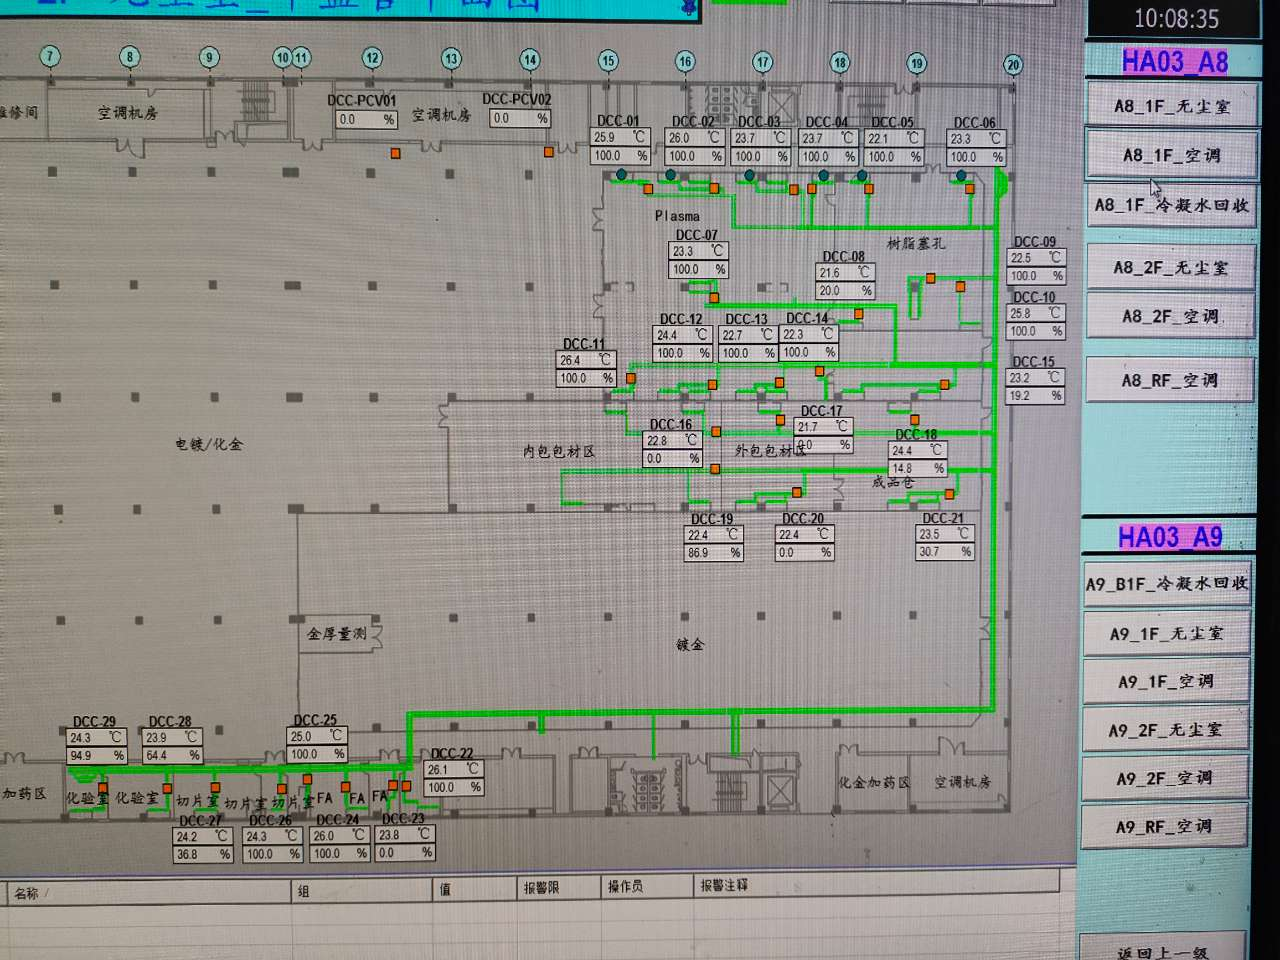 10:08:35
HA03_A8
A8_1F_无尘室
A8_1F_空调
A8_1F_冷凝水回收
A8_2F_无尘室
A8_2F_空调
A8_RF_空调
HA03_A9
A9_B1F_冷凝水回收
A9_1F_无尘室
A9_1F_空调
A9_2F_无尘室
A9_2F_空调
A9_RF_空调
返回上一级
7 8 9 10 11 12 13 14 15 16 17 18 19 20
修间
空调机房
DCC-PCV01
0.0 %
空调机房
DCC-PCV02
0.0 %
DCC-01
25.9 ℃
100.0 %
DCC-02
26.0 ℃
100.0 %
DCC-03
23.7 ℃
100.0 %
DCC-04
23.7 ℃
100.0 %
DCC-05
22.1 ℃
100.0 %
DCC-06
23.3 ℃
100.0 %
Plasma
树脂塞孔
DCC-07
23.3 ℃
100.0 %
DCC-08
21.6 ℃
20.0 %
DCC-09
22.5 ℃
100.0 %
DCC-10
25.8 ℃
100.0 %
DCC-11
26.4 ℃
100.0 %
DCC-12
24.4 ℃
100.0 %
DCC-13
22.7 ℃
100.0 %
DCC-14
22.3 ℃
100.0 %
DCC-15
23.2 ℃
19.2 %
电镀/化金
内包包材区
DCC-16
22.8 ℃
0.0 %
外包包材区
DCC-17
21.7 ℃
0.0 %
DCC-18
24.4 ℃
14.8 %
成品仓
DCC-19
22.4 ℃
86.9 %
DCC-20
22.4 ℃
0.0 %
DCC-21
23.5 ℃
30.7 %
金厚量测
镀金
DCC-29
24.3 ℃
94.9 %
DCC-28
23.9 ℃
64.4 %
DCC-25
25.0 ℃
100.0 %
DCC-22
26.1 ℃
100.0 %
加药区
化验室
化验室
切片室
切片室
切片室
FA
FA
FA
化金加药区
空调机房
DCC-27
24.2 ℃
36.8 %
DCC-26
24.3 ℃
100.0 %
DCC-24
26.0 ℃
100.0 %
DCC-23
23.8 ℃
0.0 %
名称 / 组 值 报警限 操作员 报警注释